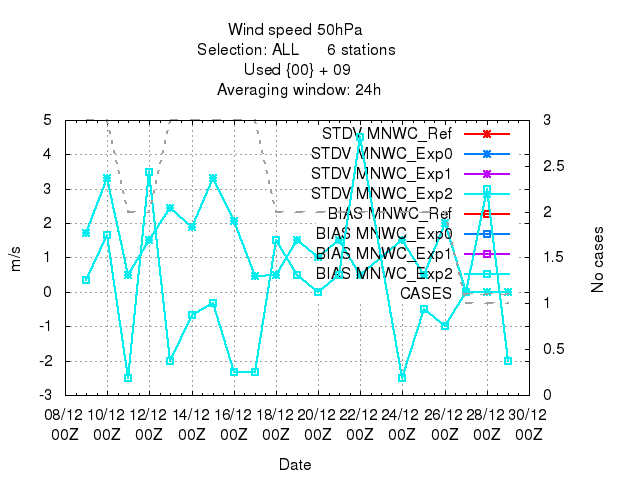 Wind speed 50hPa
Selection: ALL 6 stations
Used {00} + 09
Averaging window: 24h
5 3
STDV MNWC_Ref
STDV MNWC_Exp0
4 2.5
STDV MNWC_Exp1
3 STDV MNWC_Exp2
BIAS MNWC_Ref 2
2 BIAS MNWC_Exp0
1 BIAS MNWC_Exp1 1.5
BIAS MNWC_Exp2
0 CASES
1
-1
0.5
-2
-3 0
m/s
No cases
08/12 10/12 12/12 14/12 16/12 18/12 20/12 22/12 24/12 26/12 28/12 30/12
00Z 00Z 00Z 00Z 00Z 00Z 00Z 00Z 00Z 00Z 00Z 00Z
Date